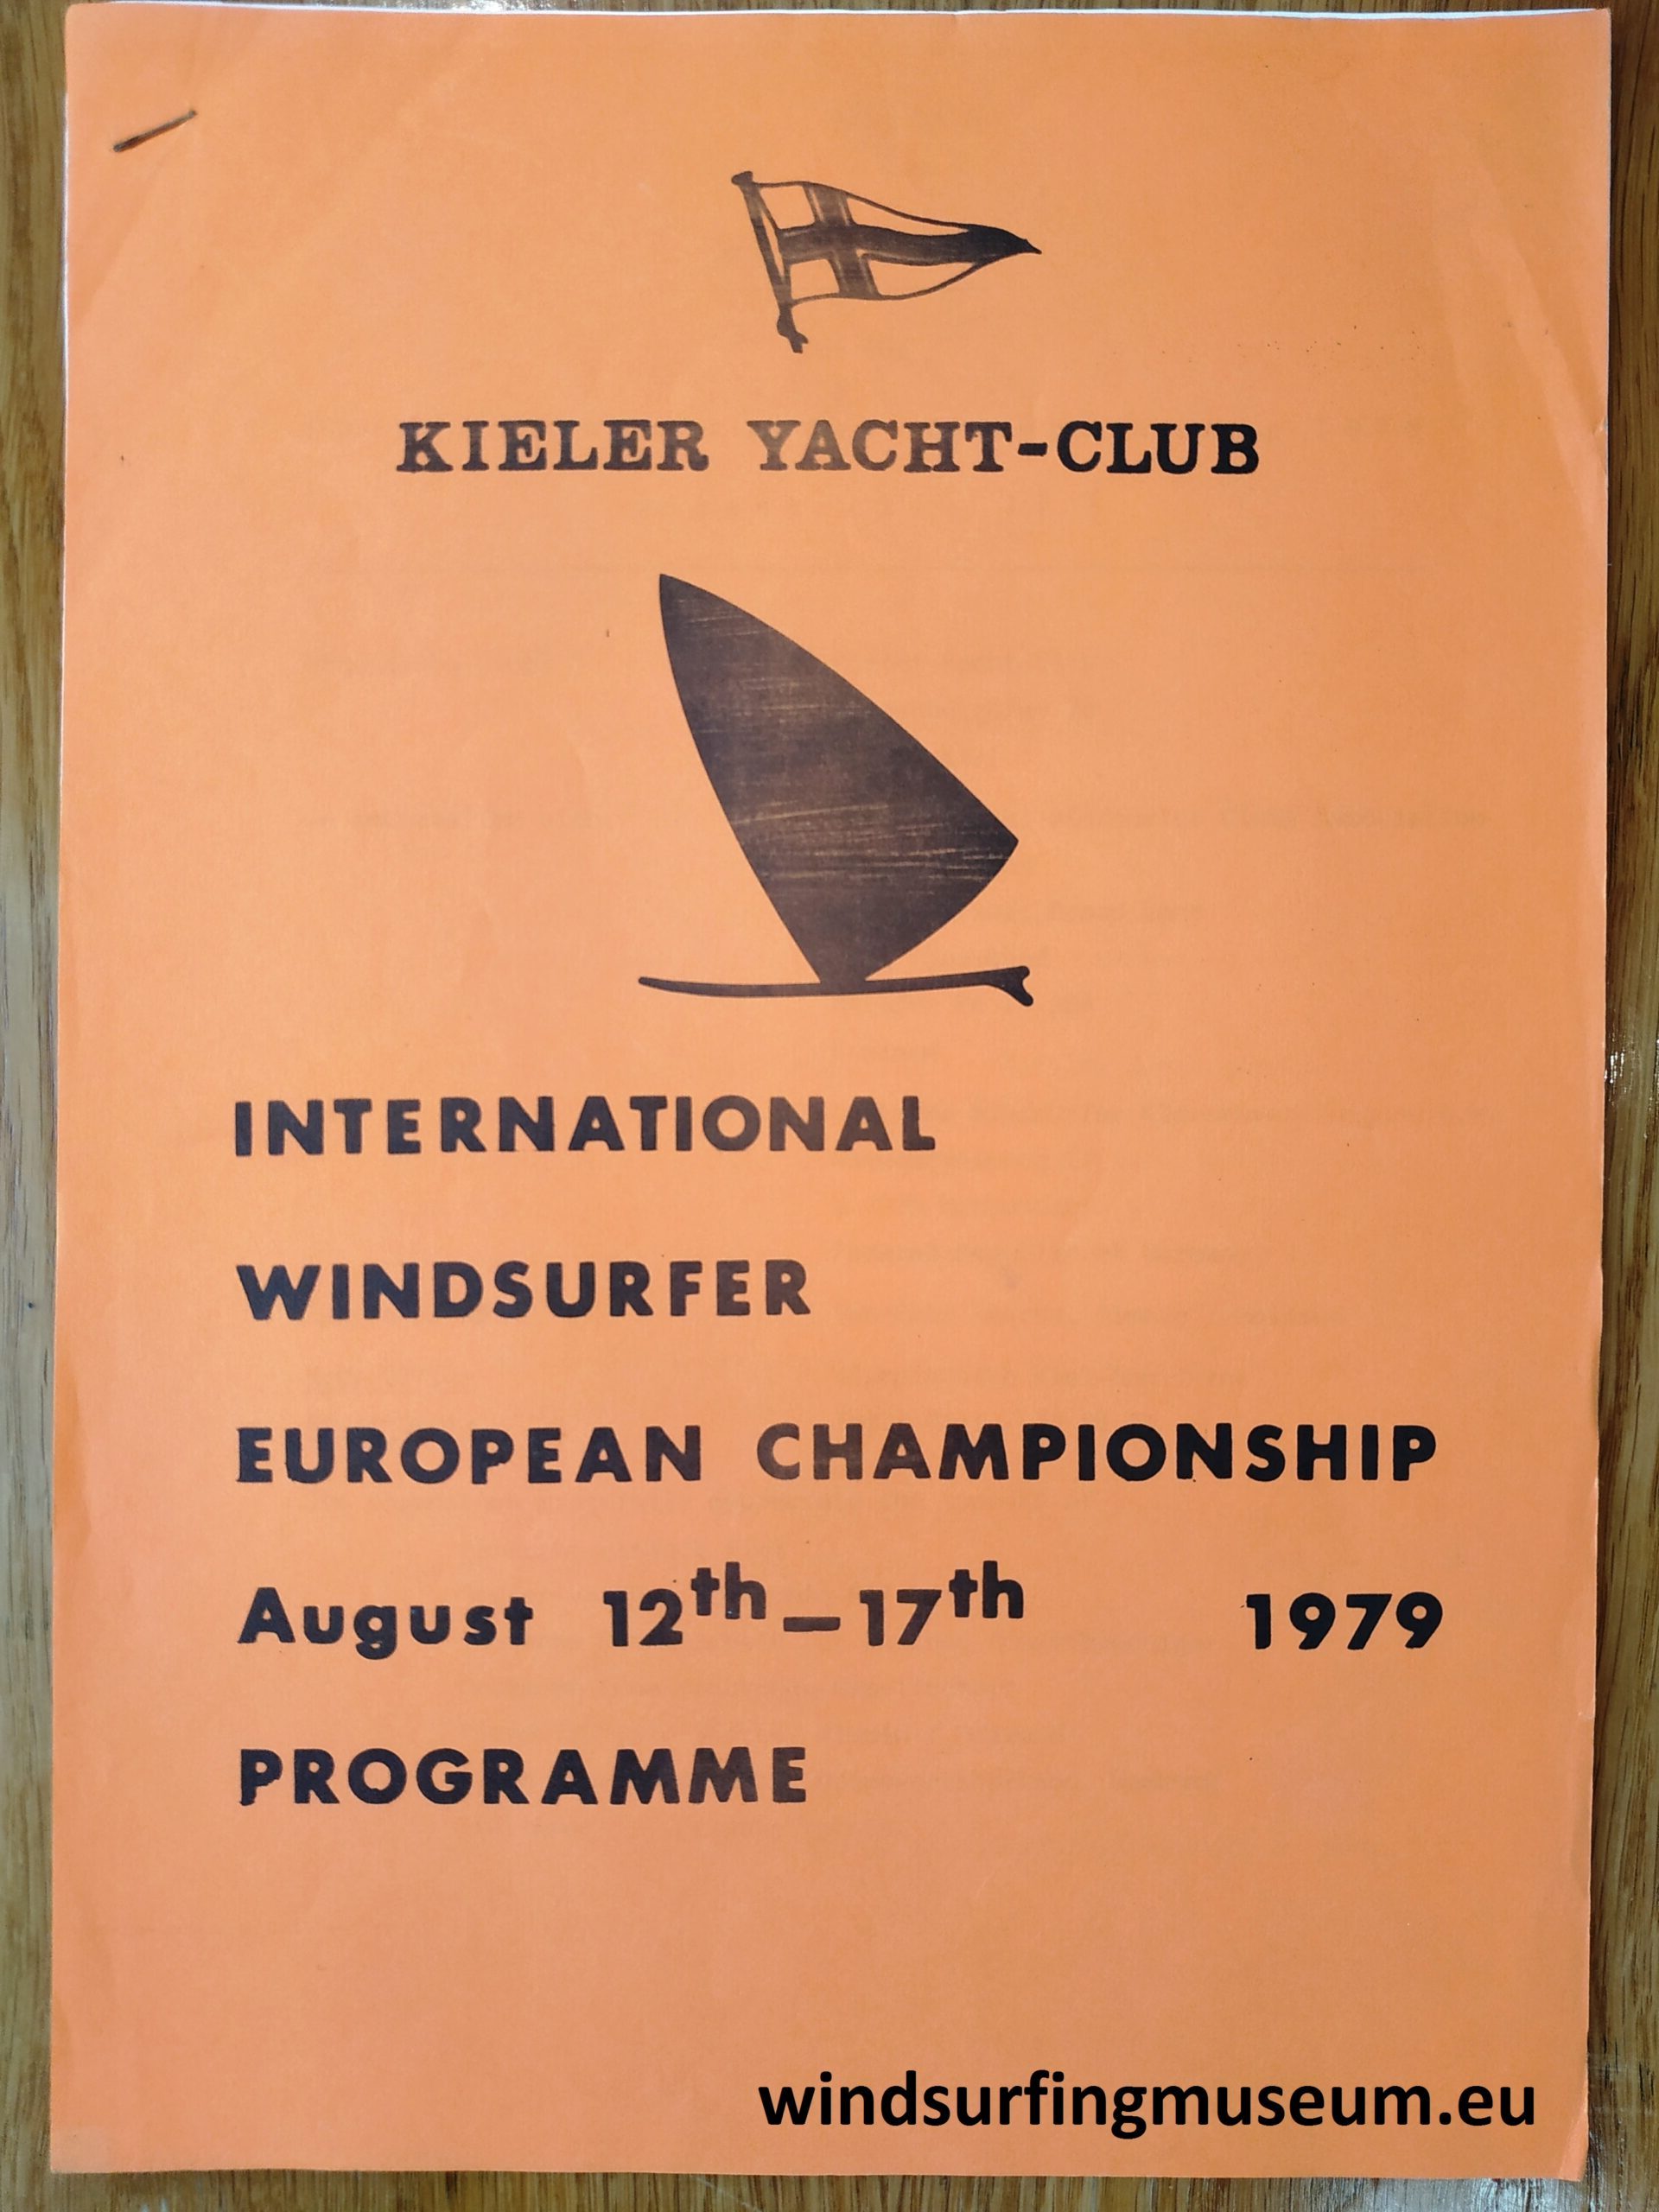 KIELER YACHT-CLUB
INTERNATIONAL
WINDSURFER
EUROPEAN CHAMPIONSHIP
August 12th – 17th 1979
PROGRAMME
windsurfingmuseum.eu